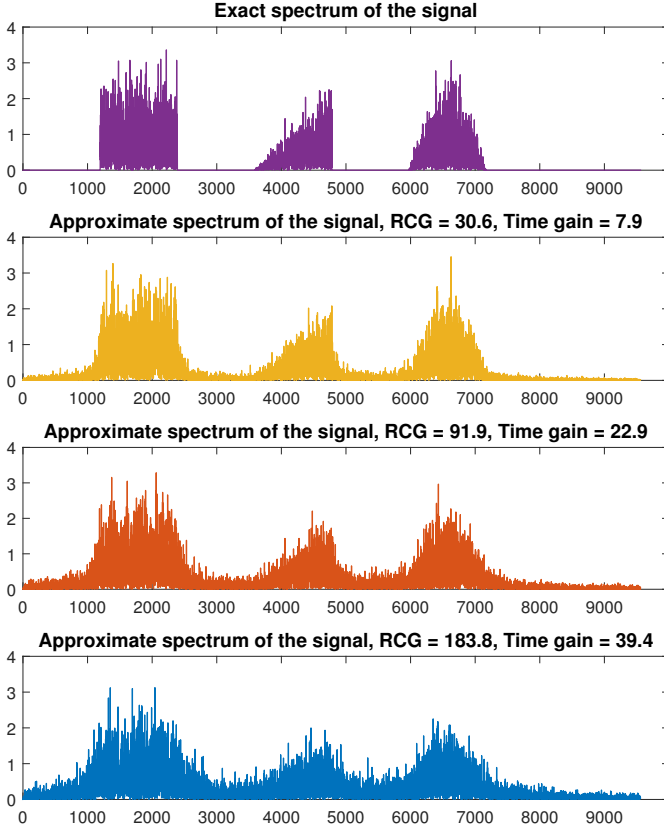 Exact spectrum of the signal
4
3
2
1
0
0 1000 2000 3000 4000 5000 6000 7000 8000 9000
Approximate spectrum of the signal, RCG = 30.6, Time gain = 7.9
4
3
2
1
0
0 1000 2000 3000 4000 5000 6000 7000 8000 9000
Approximate spectrum of the signal, RCG = 91.9, Time gain = 22.9
4
3
2
1
0
0 1000 2000 3000 4000 5000 6000 7000 8000 9000
Approximate spectrum of the signal, RCG = 183.8, Time gain = 39.4
4
3
2
1
0
0 1000 2000 3000 4000 5000 6000 7000 8000 9000